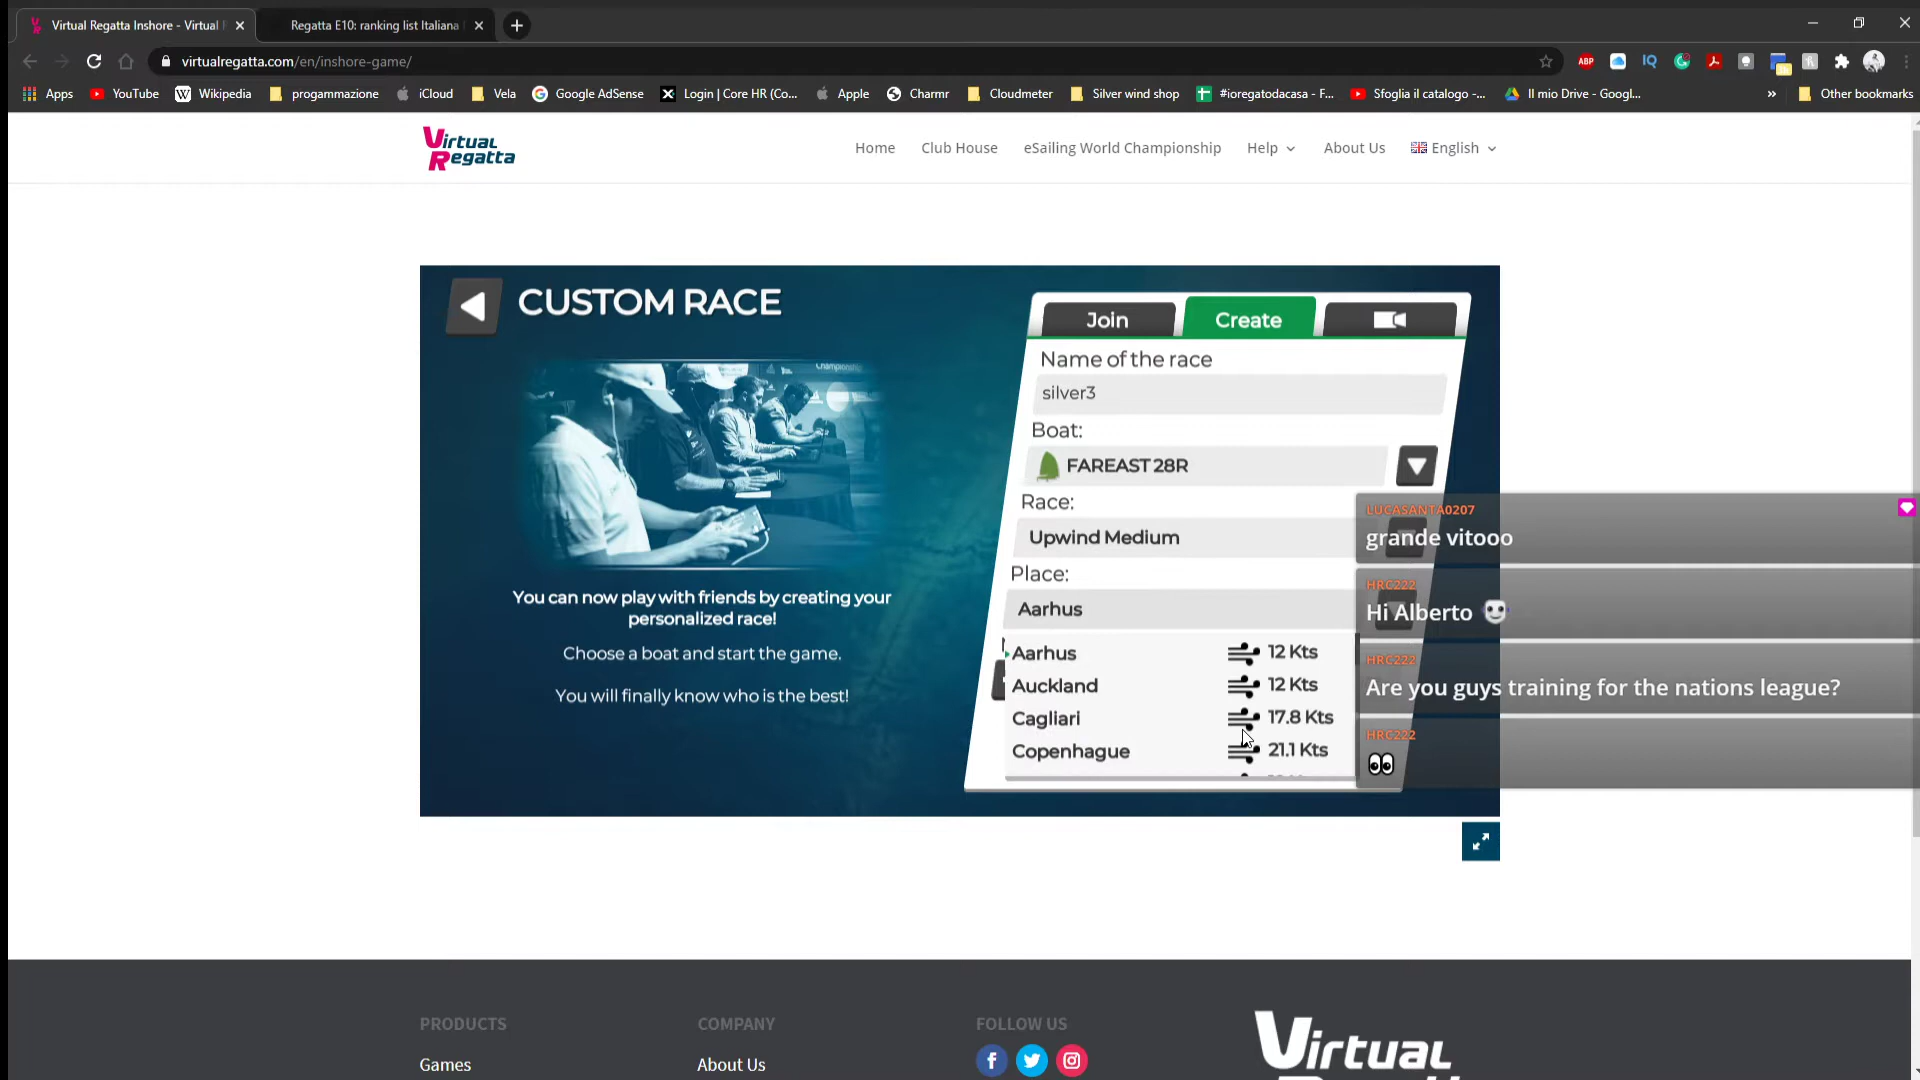 Virtual Regatta Inshore - Virtual
Regatta E10: ranking list Italiana
virtualregatta.com/en/inshore-game/
ABP
IQ
Apps
YouTube
Wikipedia
progammazione
iCloud
Vela
Google AdSense
Login | Core HR (Co...
Apple
Charmr
Cloudmeter
Silver wind shop
#ioregatodacasa - F...
Sfoglia il catalogo -...
Il mio Drive - Googl...
»
Other bookmarks
Virtual
Regatta
Home
Club House
eSailing World Championship
Help
About Us
English
CUSTOM RACE
Championship
You can now play with friends by creating your
personalized race!
Choose a boat and start the game.
You will finally know who is the best!
Join
Create
Name of the race
silver3
Boat:
FAREAST 28R
Race:
Upwind Medium
Place:
Aarhus
Aarhus 12 Kts
Auckland 12 Kts
Cagliari 17.8 Kts
Copenhague 21.1 Kts
LUCASANTA0207
grande vitooo
HRC222
Hi Alberto
HRC222
Are you guys training for the nations league?
HRC222
PRODUCTS
Games
COMPANY
About Us
FOLLOW US
Virtual